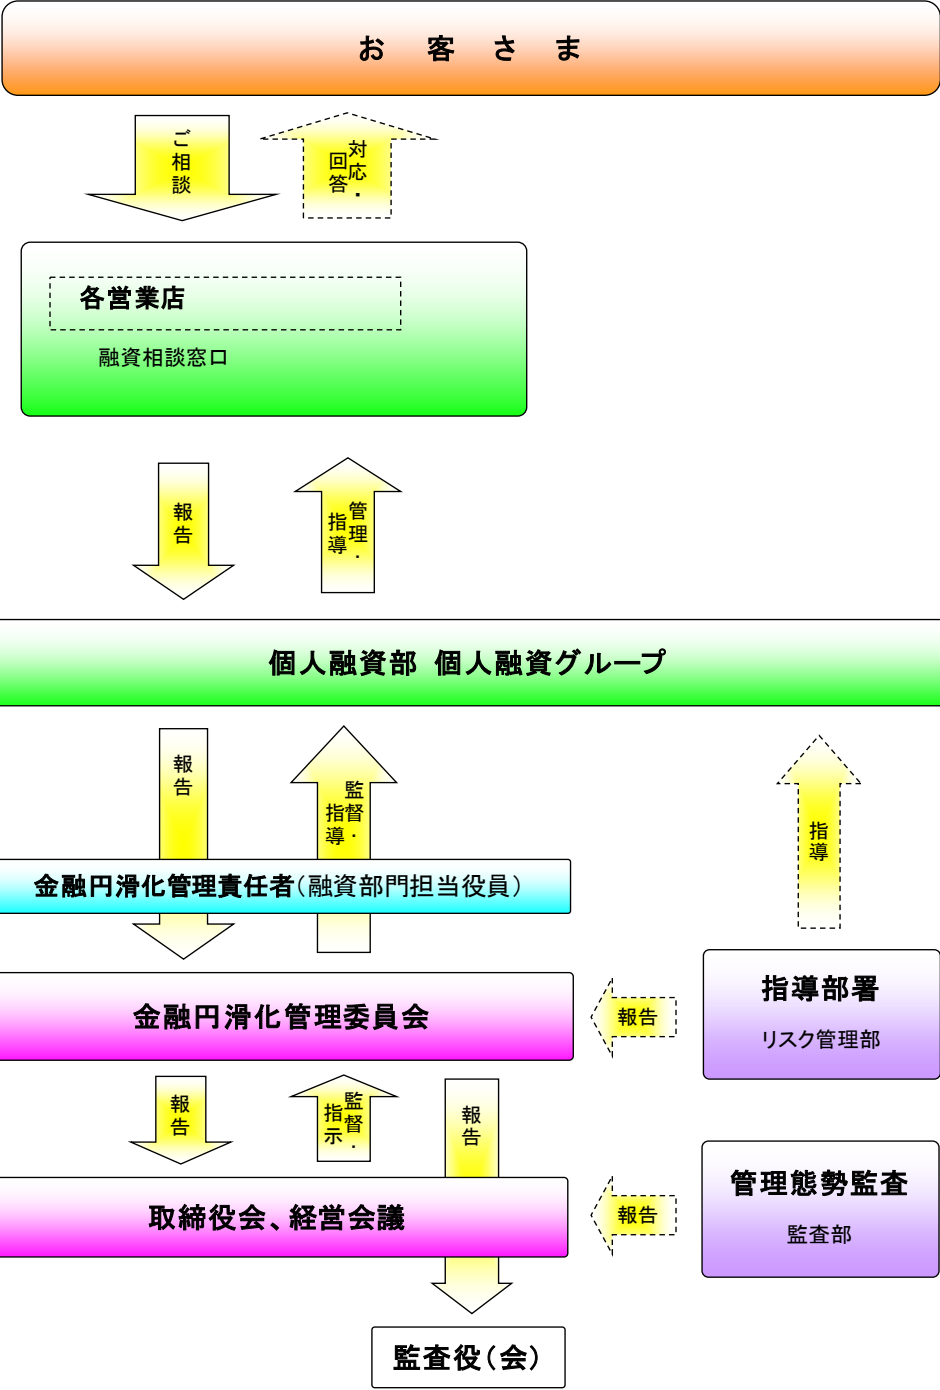 お　客　さ　ま
ご相談
対応・
回答
各営業店
融資相談窓口
報告
管理・
指導
個人融資部 個人融資グループ
報告
監督・
指導
指導
金融円滑化管理責任者（融資部門担当役員）
指導部署
リスク管理部
金融円滑化管理委員会
報告
報告
監督・
指示
報告
管理態勢監査
監査部
取締役会、経営会議
報告
監査役（会）